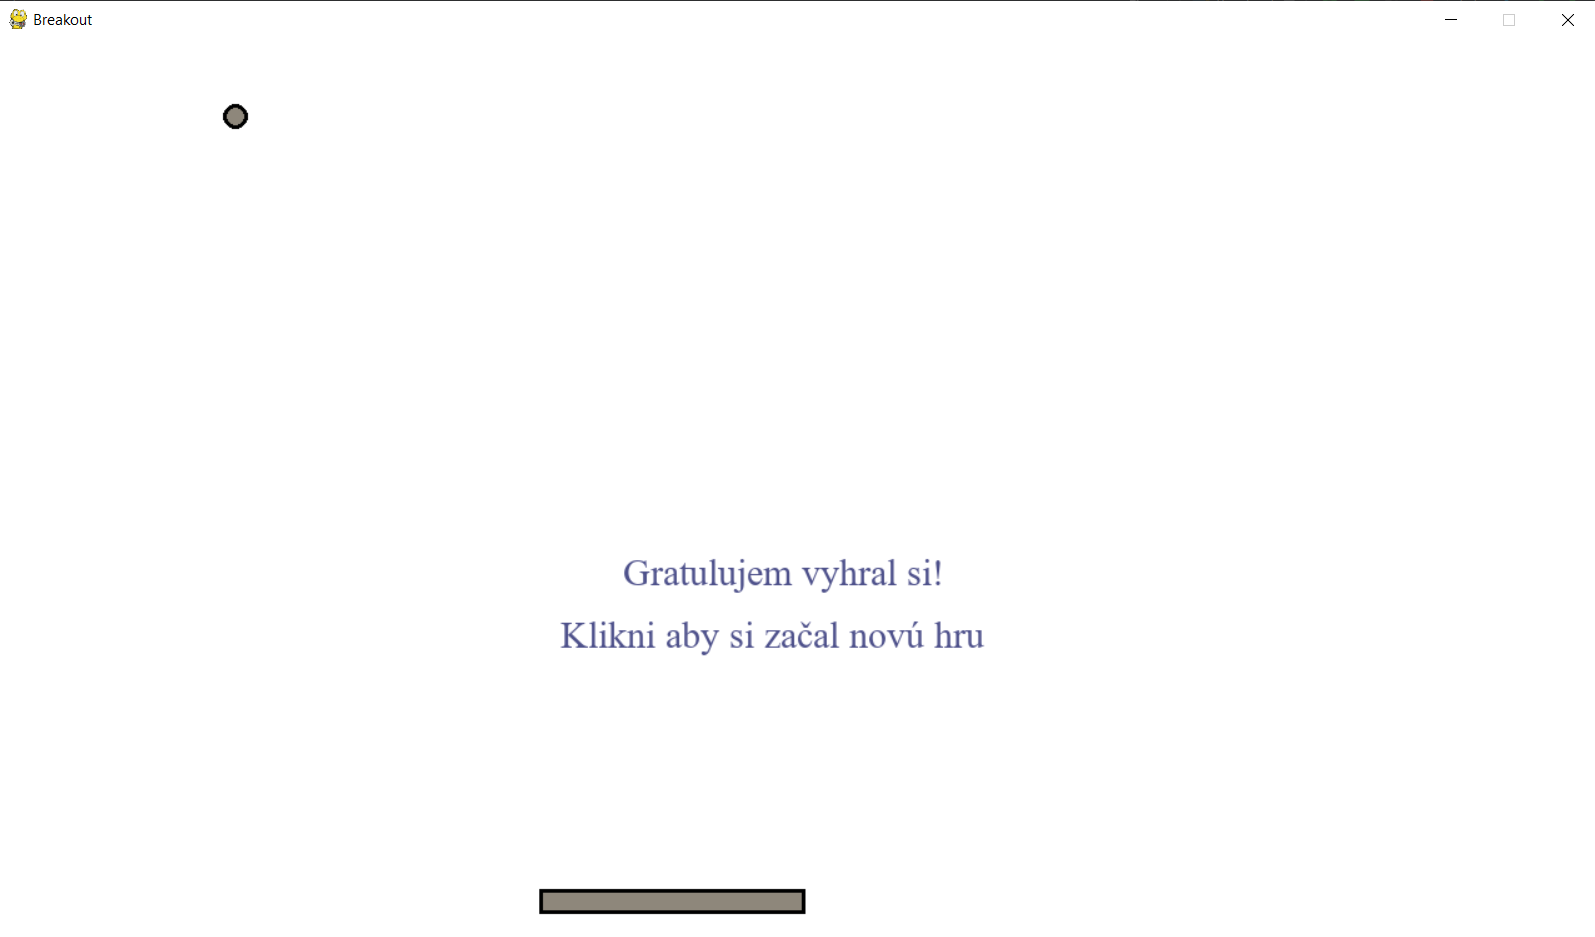 Breakout
Gratulujem vyhral si!
Klikni aby si začal novú hru